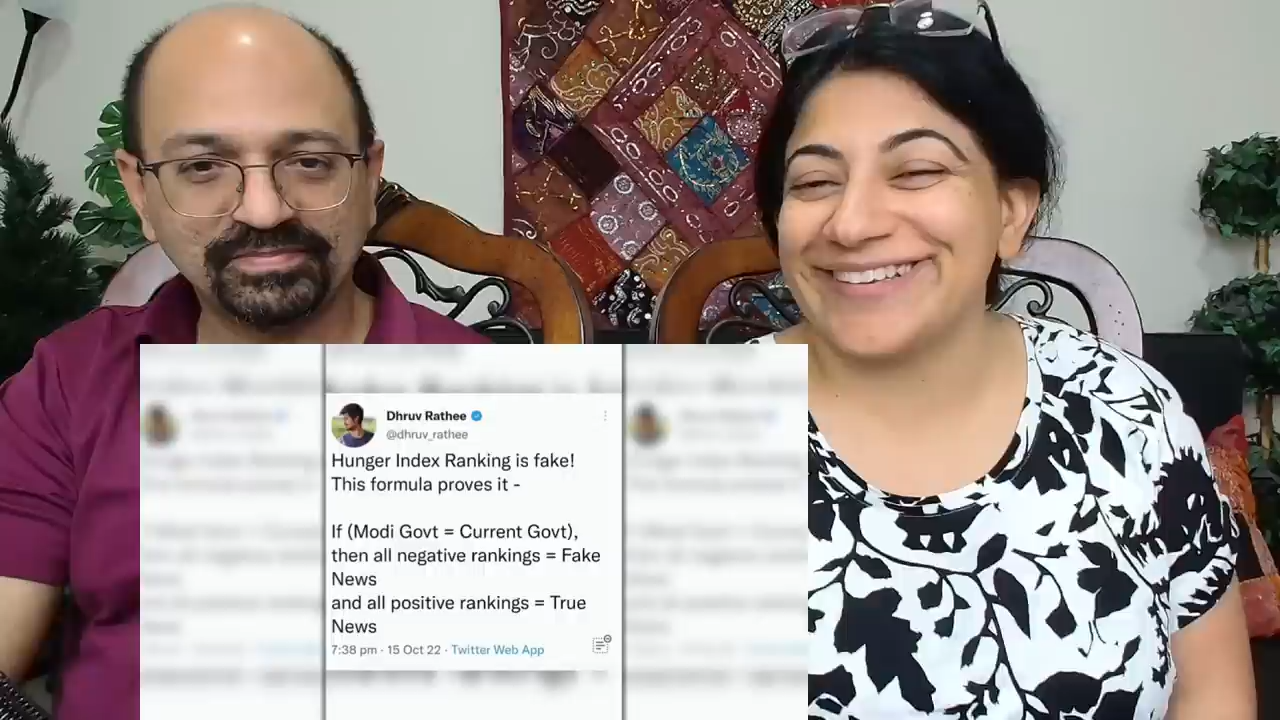 Dhruv Rathee
@dhruv_rathee
Hunger Index Ranking is fake!
This formula proves it -
If (Modi Govt = Current Govt),
then all negative rankings = Fake
News
and all positive rankings = True
News
7:38 pm · 15 Oct 22 · Twitter Web App